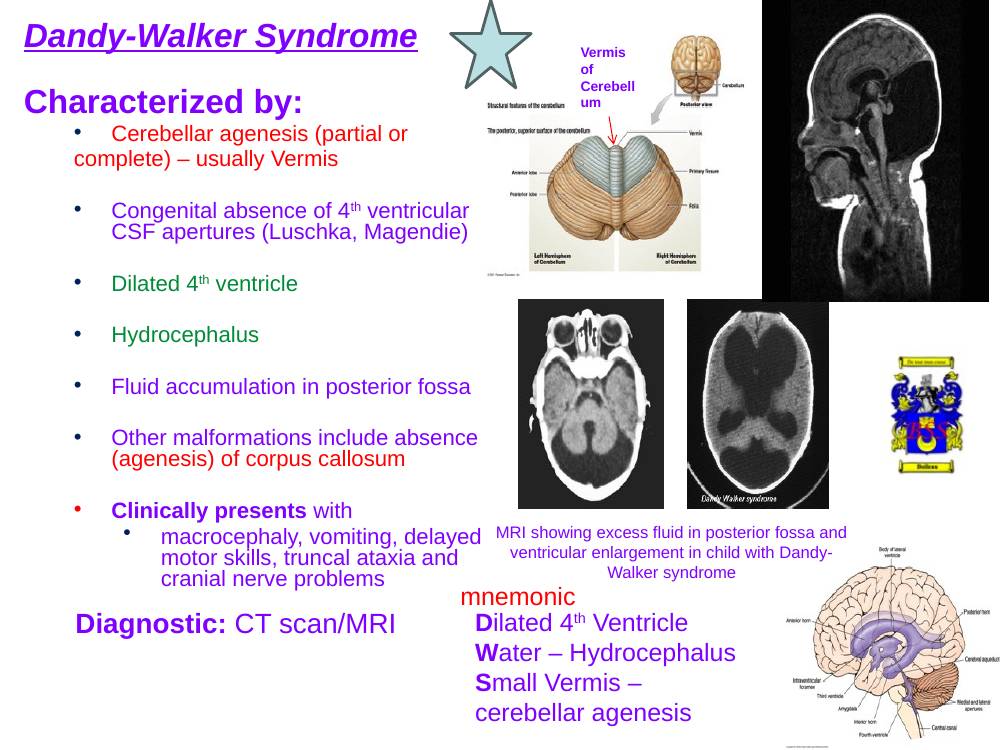 Dandy-Walker Syndrome
Characterized by:
• Cerebellar agenesis (partial or
complete) – usually Vermis
• Congenital absence of 4th ventricular
CSF apertures (Luschka, Magendie)
• Dilated 4th ventricle
• Hydrocephalus
• Fluid accumulation in posterior fossa
• Other malformations include absence
(agenesis) of corpus callosum
• Clinically presents with
• macrocephaly, vomiting, delayed
motor skills, truncal ataxia and
cranial nerve problems
Diagnostic: CT scan/MRI
Vermis
of
Cerebell
um
Cerebellum
Posterior view
Structural features of the cerebellum
The posterior, superior surface of the cerebellum
Vermis
Anterior lobe
Primary fissure
Posterior lobe
Folia
Left Hemisphere
of Cerebellum
Right Hemisphere
of Cerebellum
Dandy Walker syndrome
MRI showing excess fluid in posterior fossa and
ventricular enlargement in child with Dandy-
Walker syndrome
mnemonic
Dilated 4th Ventricle
Water – Hydrocephalus
Small Vermis –
cerebellar agenesis
Body of lateral
ventricle
Anterior horn
Posterior horn
Cerebral aqueduct
Intraventricular
foramen
Third ventricle
Medial and lateral
apertures
Amygdala
Inferior horn
Central canal
Fourth ventricle